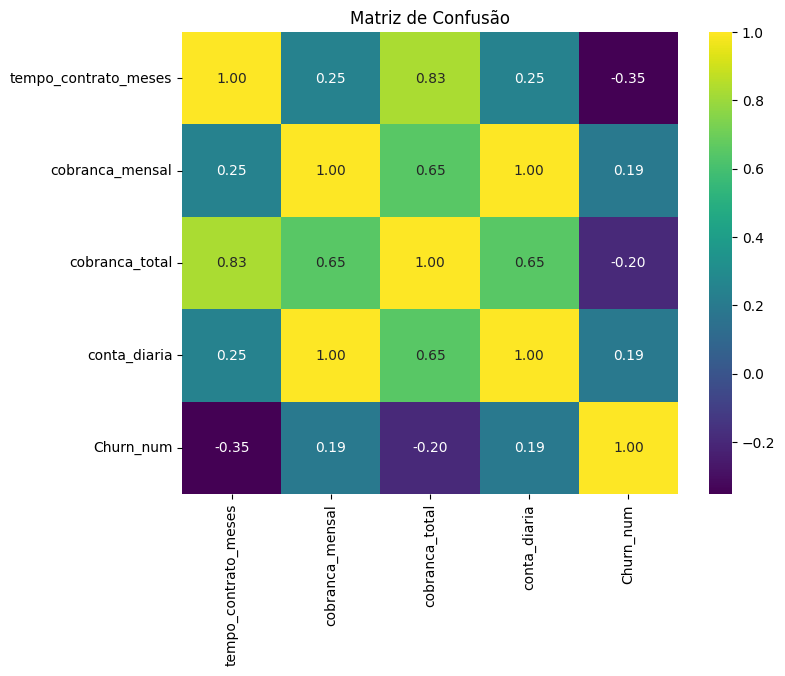 Matriz de Confusão
tempo_contrato_meses 1.00 0.25 0.83 0.25 -0.35
cobranca_mensal 0.25 1.00 0.65 1.00 0.19
cobranca_total 0.83 0.65 1.00 0.65 -0.20
conta_diaria 0.25 1.00 0.65 1.00 0.19
Churn_num -0.35 0.19 -0.20 0.19 1.00
tempo_contrato_meses
cobranca_mensal
cobranca_total
conta_diaria
Churn_num
1.0
0.8
0.6
0.4
0.2
0.0
−0.2